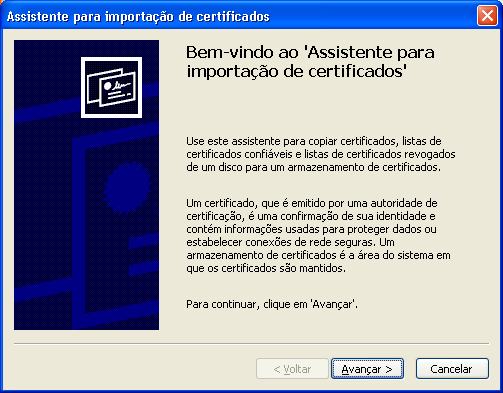 Assistente para importação de certificados
Bem-vindo ao 'Assistente para
importação de certificados'
Use este assistente para copiar certificados, listas de
certificados confiáveis e listas de certificados revogados
de um disco para um armazenamento de certificados.
Um certificado, que é emitido por uma autoridade de
certificação, é uma confirmação de sua identidade e
contém informações usadas para proteger dados ou
estabelecer conexões de rede seguras. Um
armazenamento de certificados é a área do sistema em
que os certificados são mantidos.
Para continuar, clique em 'Avançar'.
< Voltar
Avançar >
Cancelar